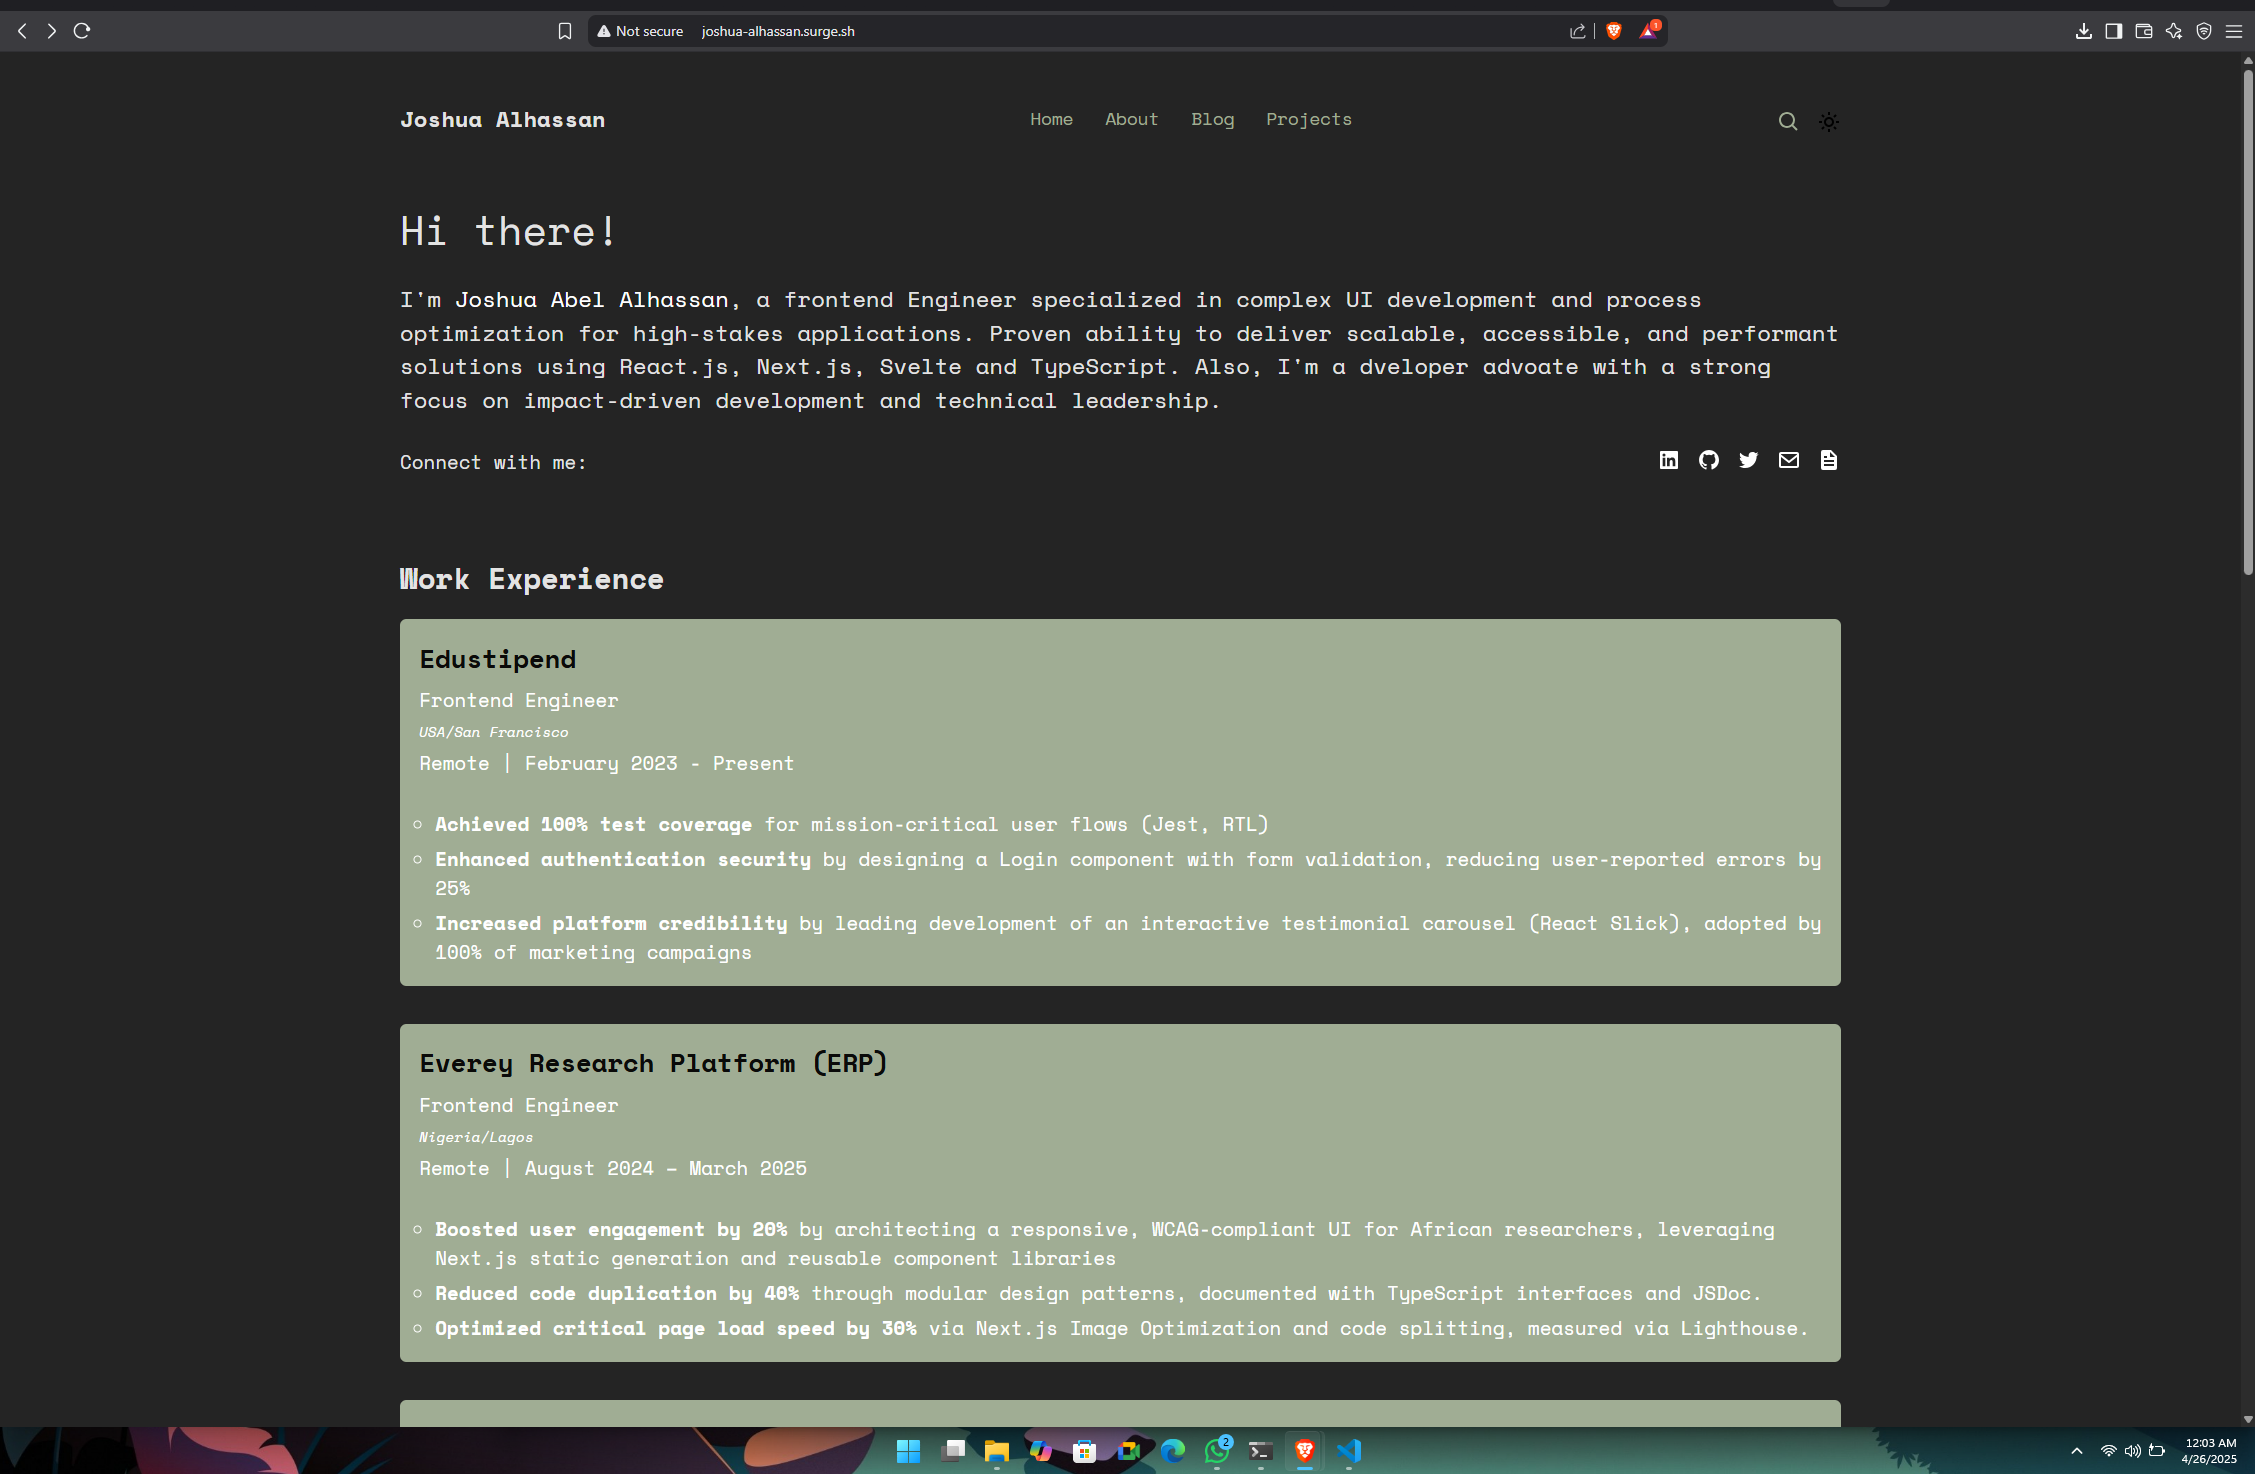 Not secure joshua-alhassan.surge.sh
1
Joshua Alhassan
Home About Blog Projects
Hi there!
I'm Joshua Abel Alhassan, a frontend Engineer specialized in complex UI development and process
optimization for high-stakes applications. Proven ability to deliver scalable, accessible, and performant
solutions using React.js, Next.js, Svelte and TypeScript. Also, I'm a dveloper advoate with a strong
focus on impact-driven development and technical leadership.
Connect with me:
Work Experience
Edustipend
Frontend Engineer
USA/San Francisco
Remote | February 2023 - Present
Achieved 100% test coverage for mission-critical user flows (Jest, RTL)
Enhanced authentication security by designing a Login component with form validation, reducing user-reported errors by
25%
Increased platform credibility by leading development of an interactive testimonial carousel (React Slick), adopted by
100% of marketing campaigns
Everey Research Platform (ERP)
Frontend Engineer
Nigeria/Lagos
Remote | August 2024 – March 2025
Boosted user engagement by 20% by architecting a responsive, WCAG-compliant UI for African researchers, leveraging
Next.js static generation and reusable component libraries
Reduced code duplication by 40% through modular design patterns, documented with TypeScript interfaces and JSDoc.
Optimized critical page load speed by 30% via Next.js Image Optimization and code splitting, measured via Lighthouse.
2
12:03 AM
4/26/2025